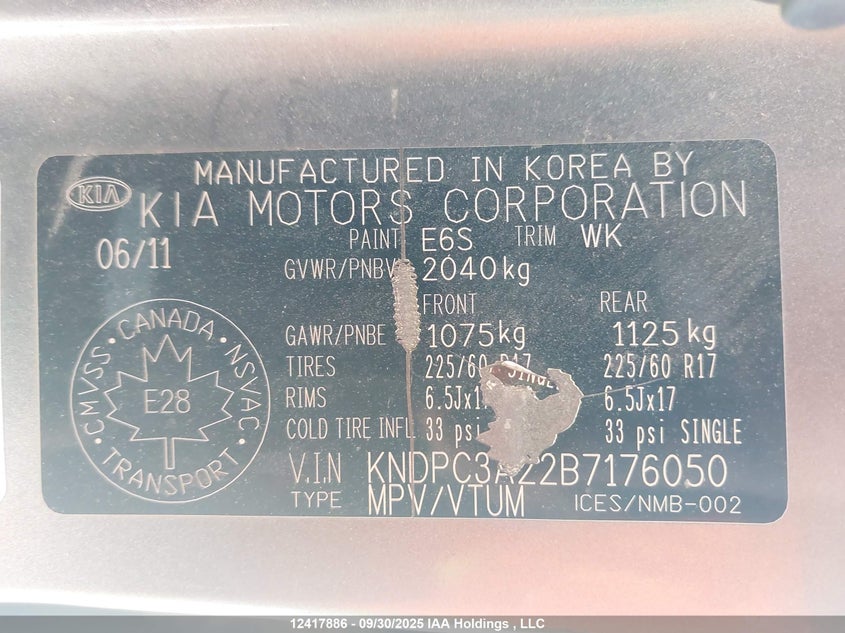 MANUFACTURED IN KOREA BY
KIA KIA MOTORS CORPORATION
06/11 PAINT E6S TRIM WK
GVWR/PNBV 2040kg
FRONT REAR
GAWR/PNBE 1075kg 1125kg
TIRES 225/60 R17 SINGLE 225/60 R17
RIMS 6.5Jx17 6.5Jx17
COLD TIRE INFL 33 psi 33 psi SINGLE
V.I.N KNDPC3A22B7176050
TYPE MPV/VTUM ICES/NMB-002
CANADA
CMVSS NSVAC
E28
TRANSPORT
12417886 - 09/30/2025 IAA Holdings , LLC